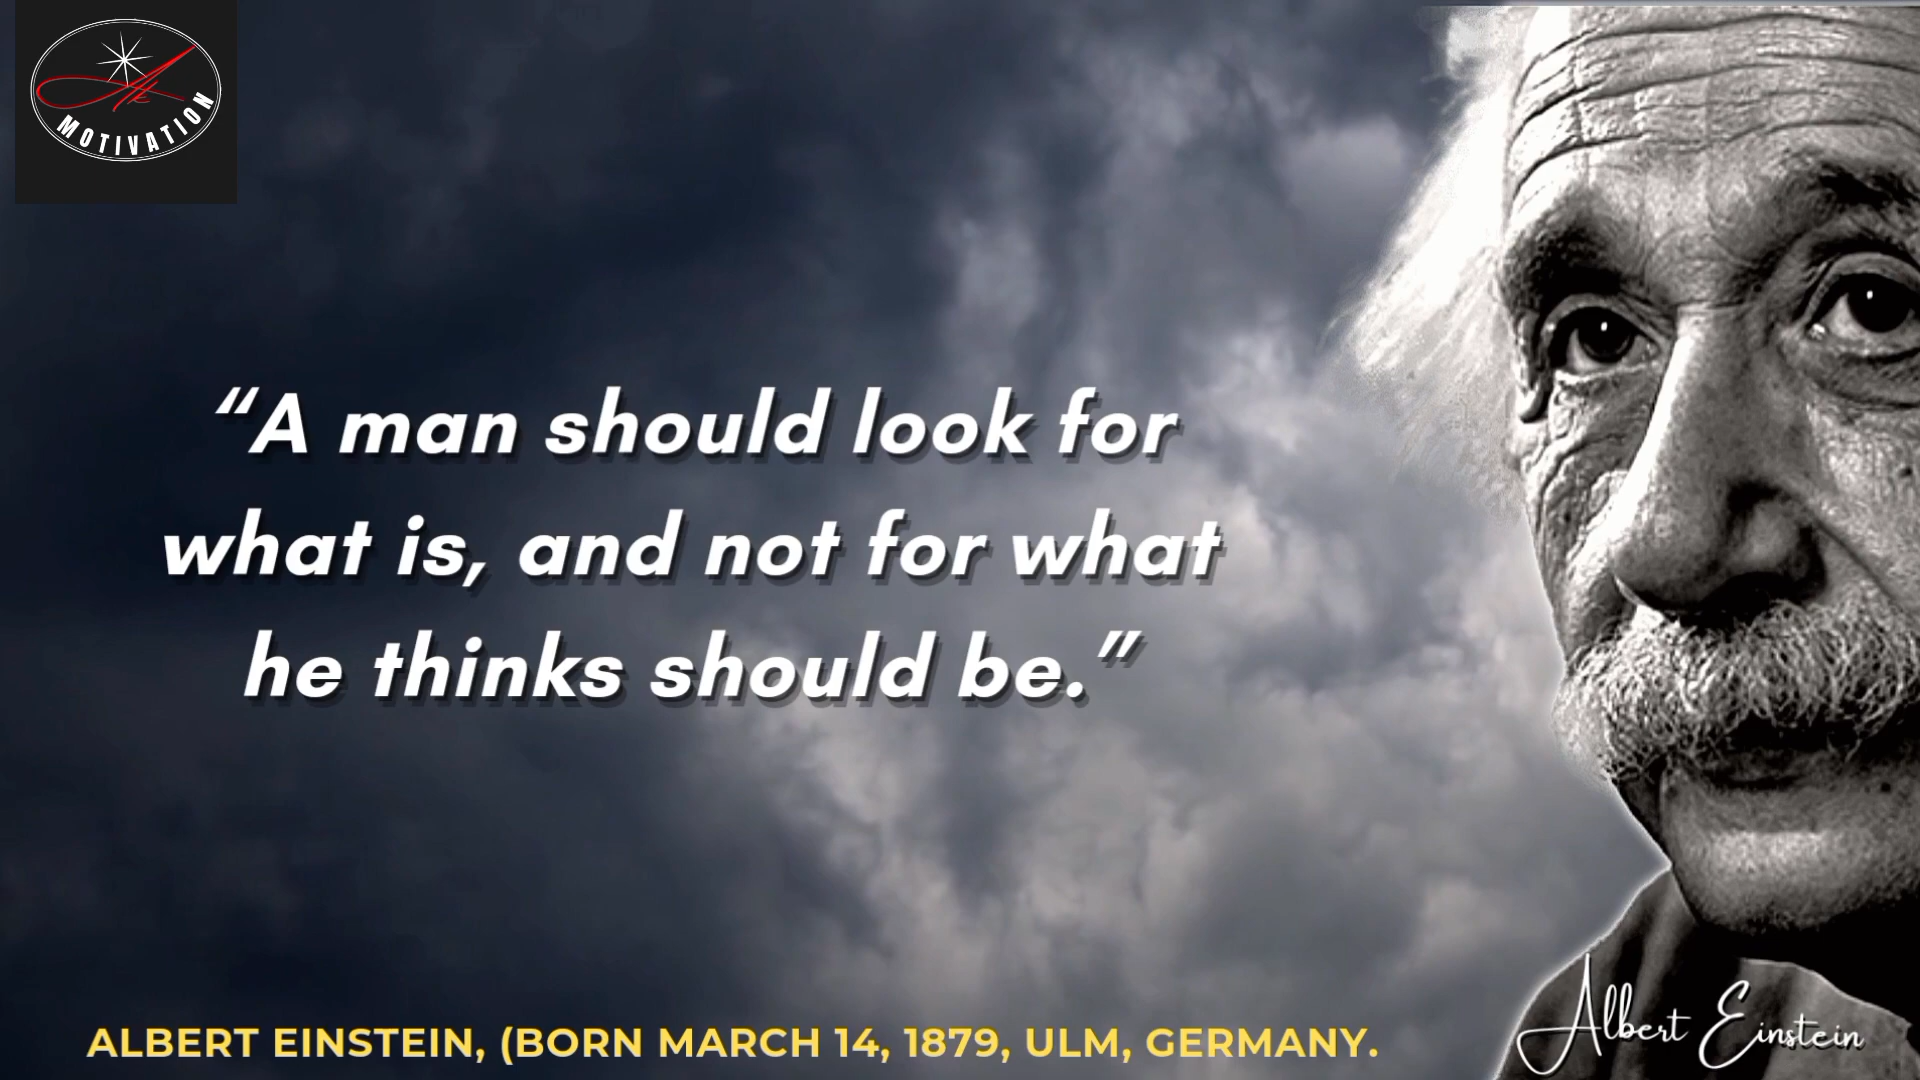 MOTIVATION
“A man should look for
what is, and not for what
he thinks should be.”
ALBERT EINSTEIN, (BORN MARCH 14, 1879, ULM, GERMANY.
Albert Einstein